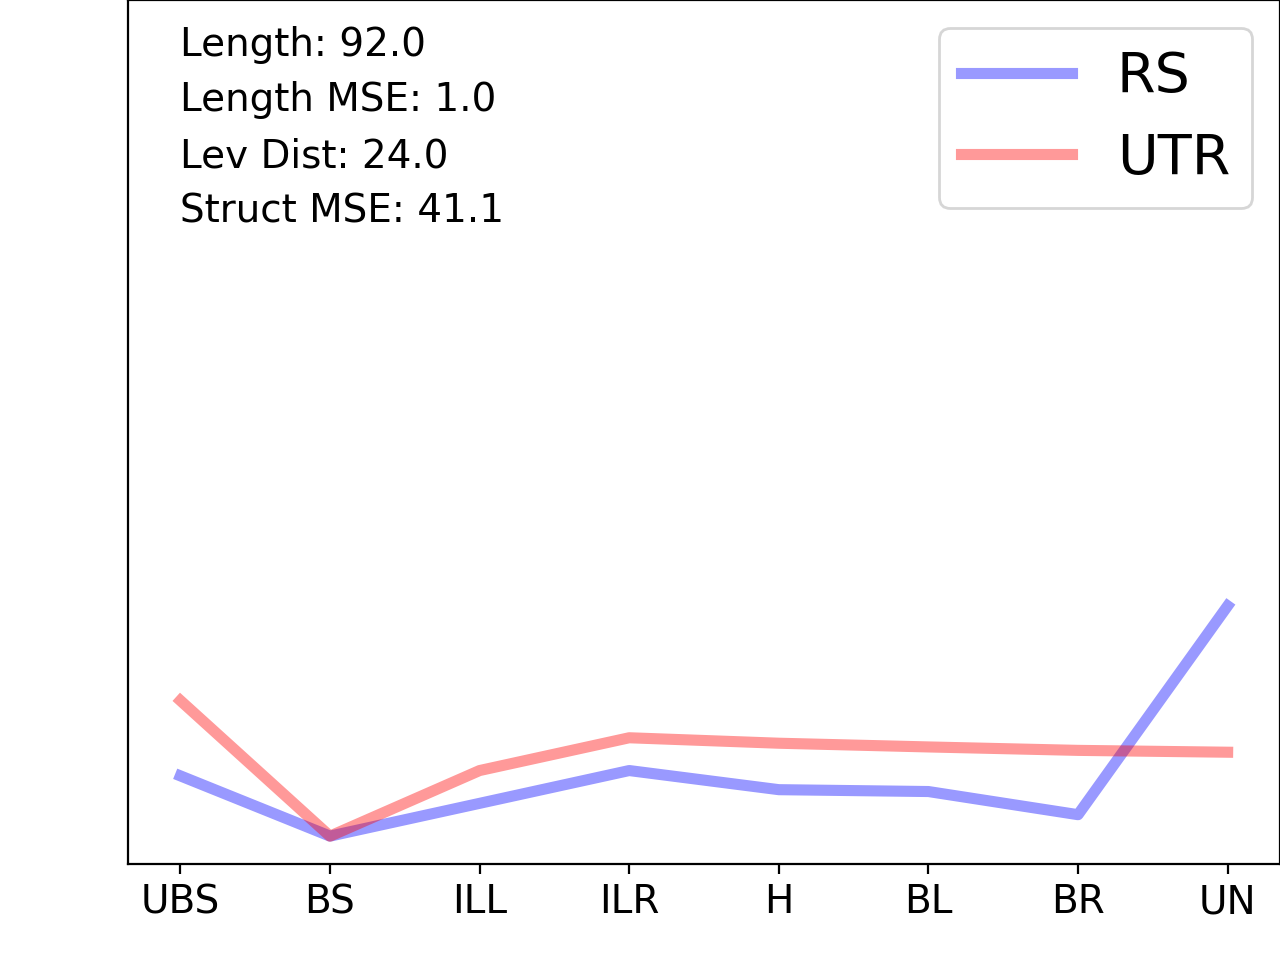 Length: 92.0
Length MSE: 1.0
Lev Dist: 24.0
Struct MSE: 41.1
RS
UTR
UBS BS ILL ILR H BL BR UN